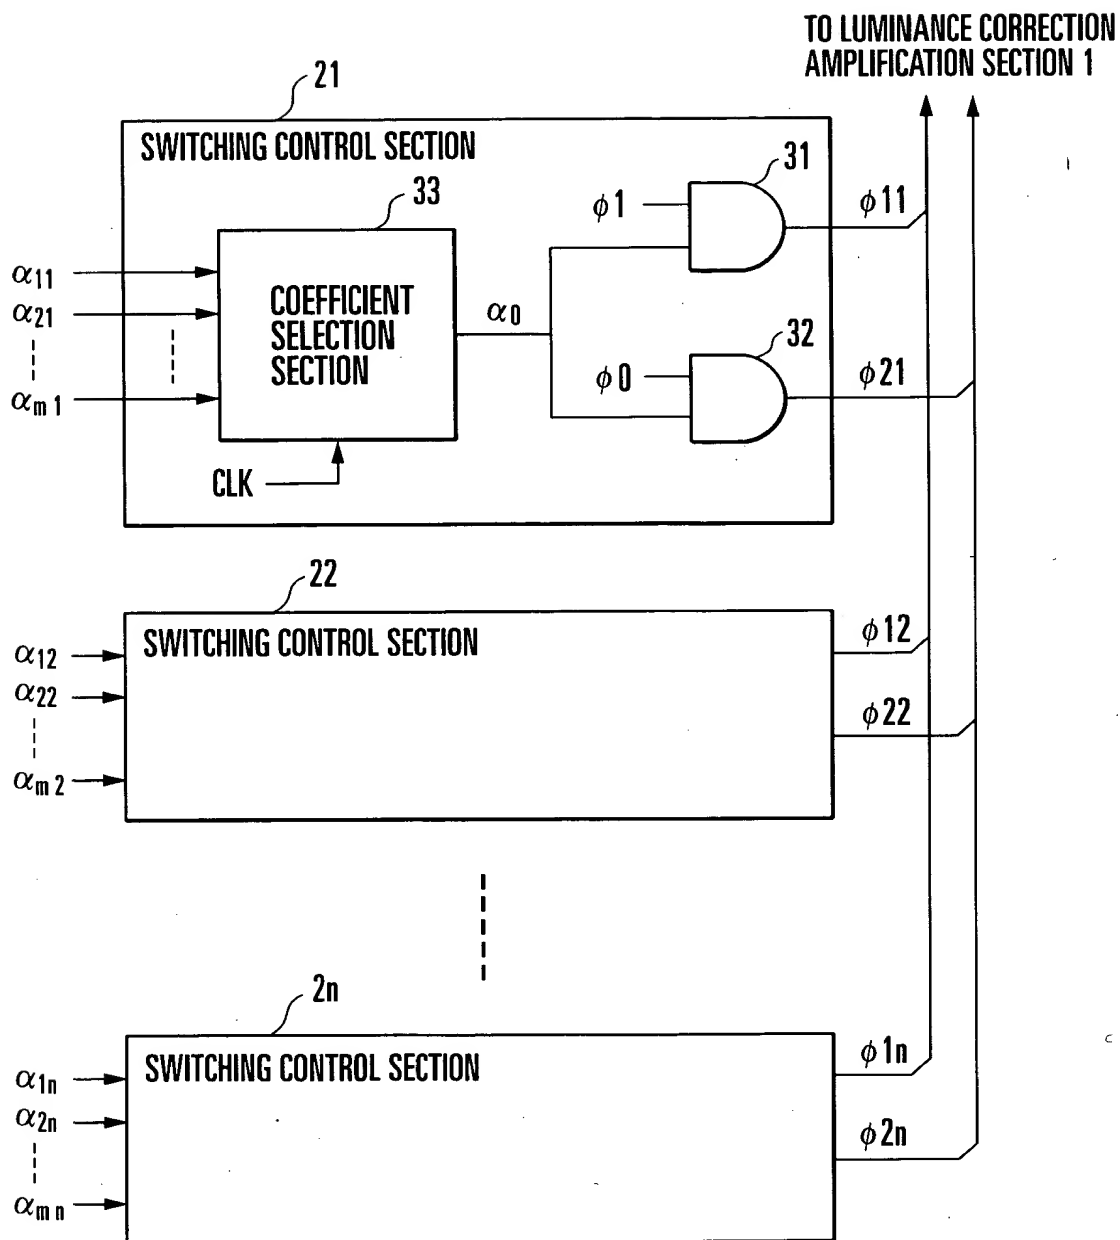 TO LUMINANCE CORRECTION
AMPLIFICATION SECTION 1
21
SWITCHING CONTROL SECTION
33
31
ϕ1
ϕ11
α11
α21
αm1
COEFFICIENT
SELECTION
SECTION
α0
32
ϕ0
ϕ21
CLK
22
SWITCHING CONTROL SECTION
α12
α22
αm2
ϕ12
ϕ22
2n
SWITCHING CONTROL SECTION
α1n
α2n
αmn
ϕ1n
ϕ2n